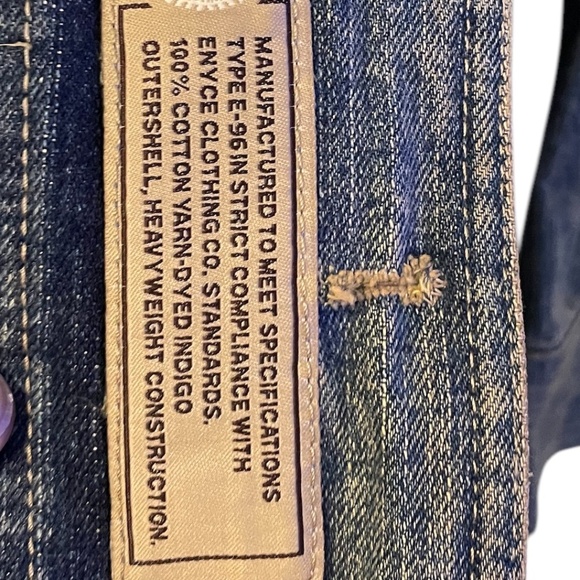 MANUFACTURED TO MEET SPECIFICATIONS
TYPE E-96 IN STRICT COMPLIANCE WITH
ENYCE CLOTHING CO. STANDARDS.
100% COTTON YARN-DYED INDIGO
OUTERSHELL, HEAVYWEIGHT CONSTRUCTION.